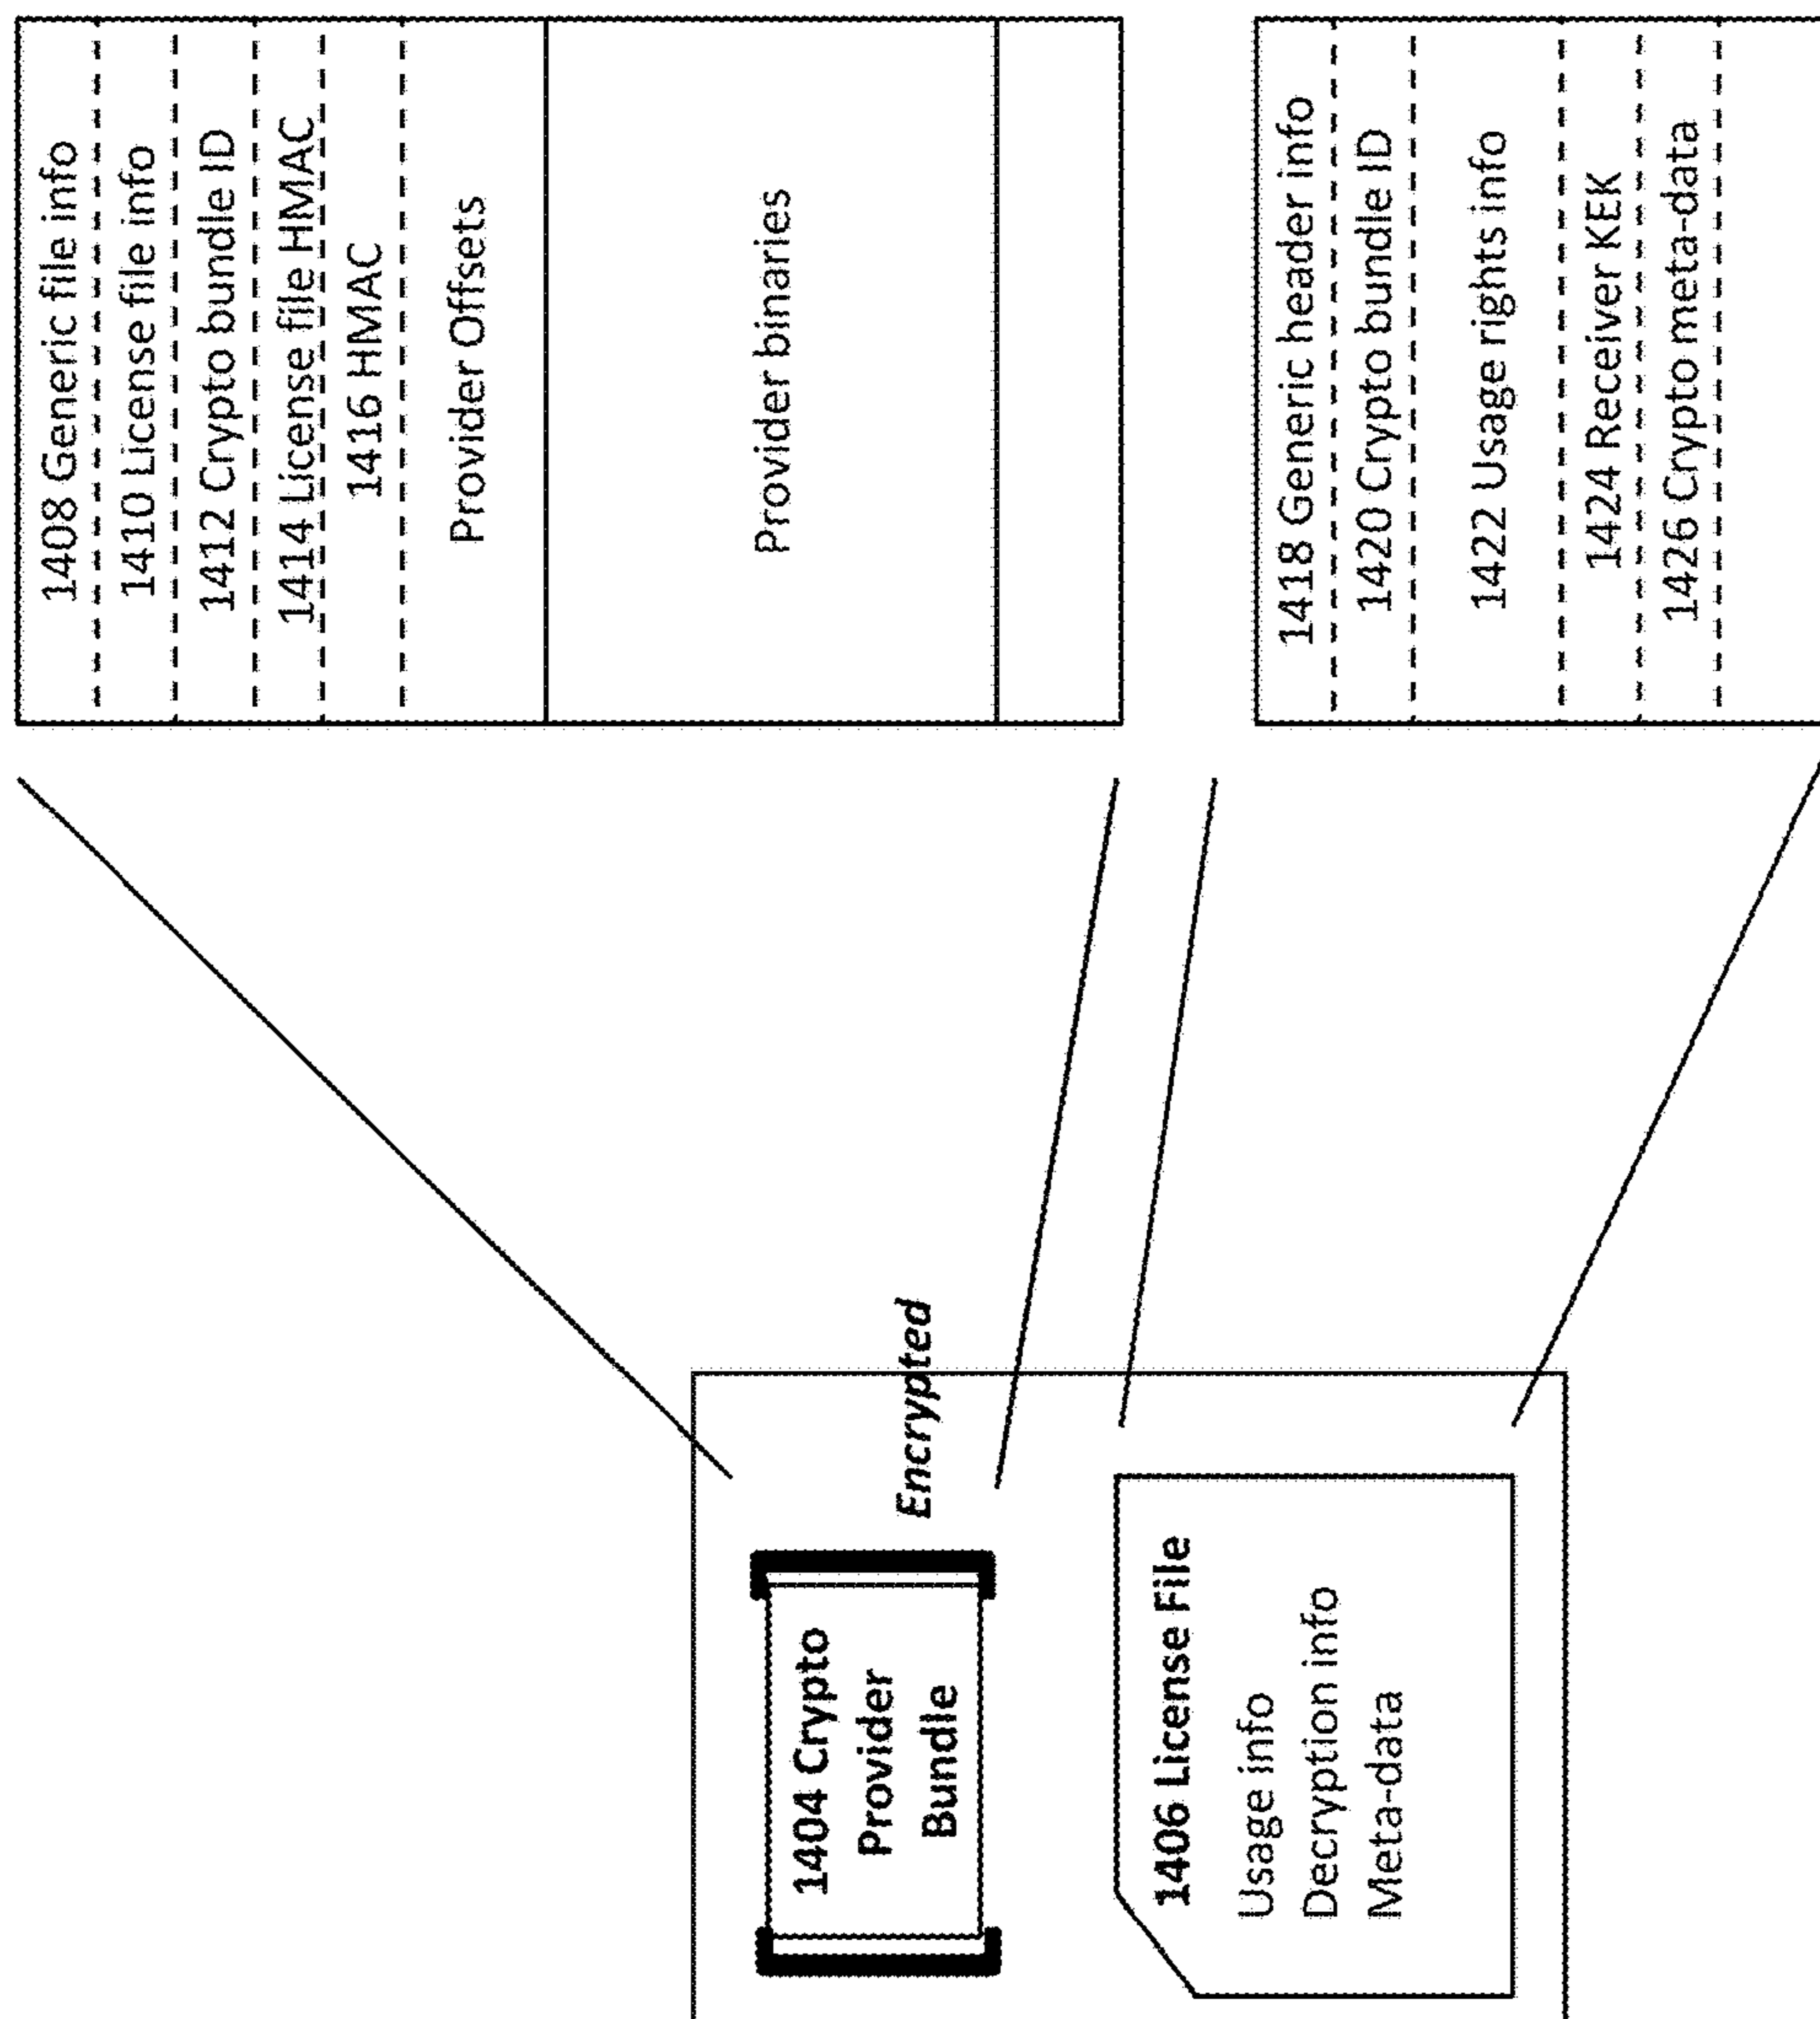 1404 Crypto
Provider
Bundle
Encrypted
1406 License File
Usage info
Decryption info
Meta-data
1408 Generic file info
1410 License file info
1412 Crypto bundle ID
1414 License file HMAC
1416 HMAC
Provider Offsets
Provider binaries
1418 Generic header info
1420 Crypto bundle ID
1422 Usage rights info
1424 Receiver KEK
1426 Crypto meta-data